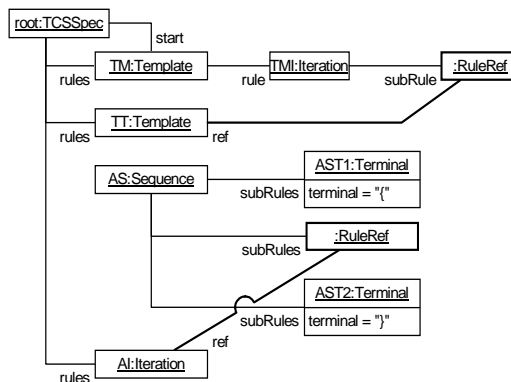 root:TCSSpec
start
TM:Template
TMI:Iteration
:RuleRef
rules
rule
subRule
TT:Template
rules
ref
AS:Sequence
AST1:Terminal
subRules
terminal = "{"
:RuleRef
subRules
AST2:Terminal
subRules
terminal = "}"
ref
AI:Iteration
rules